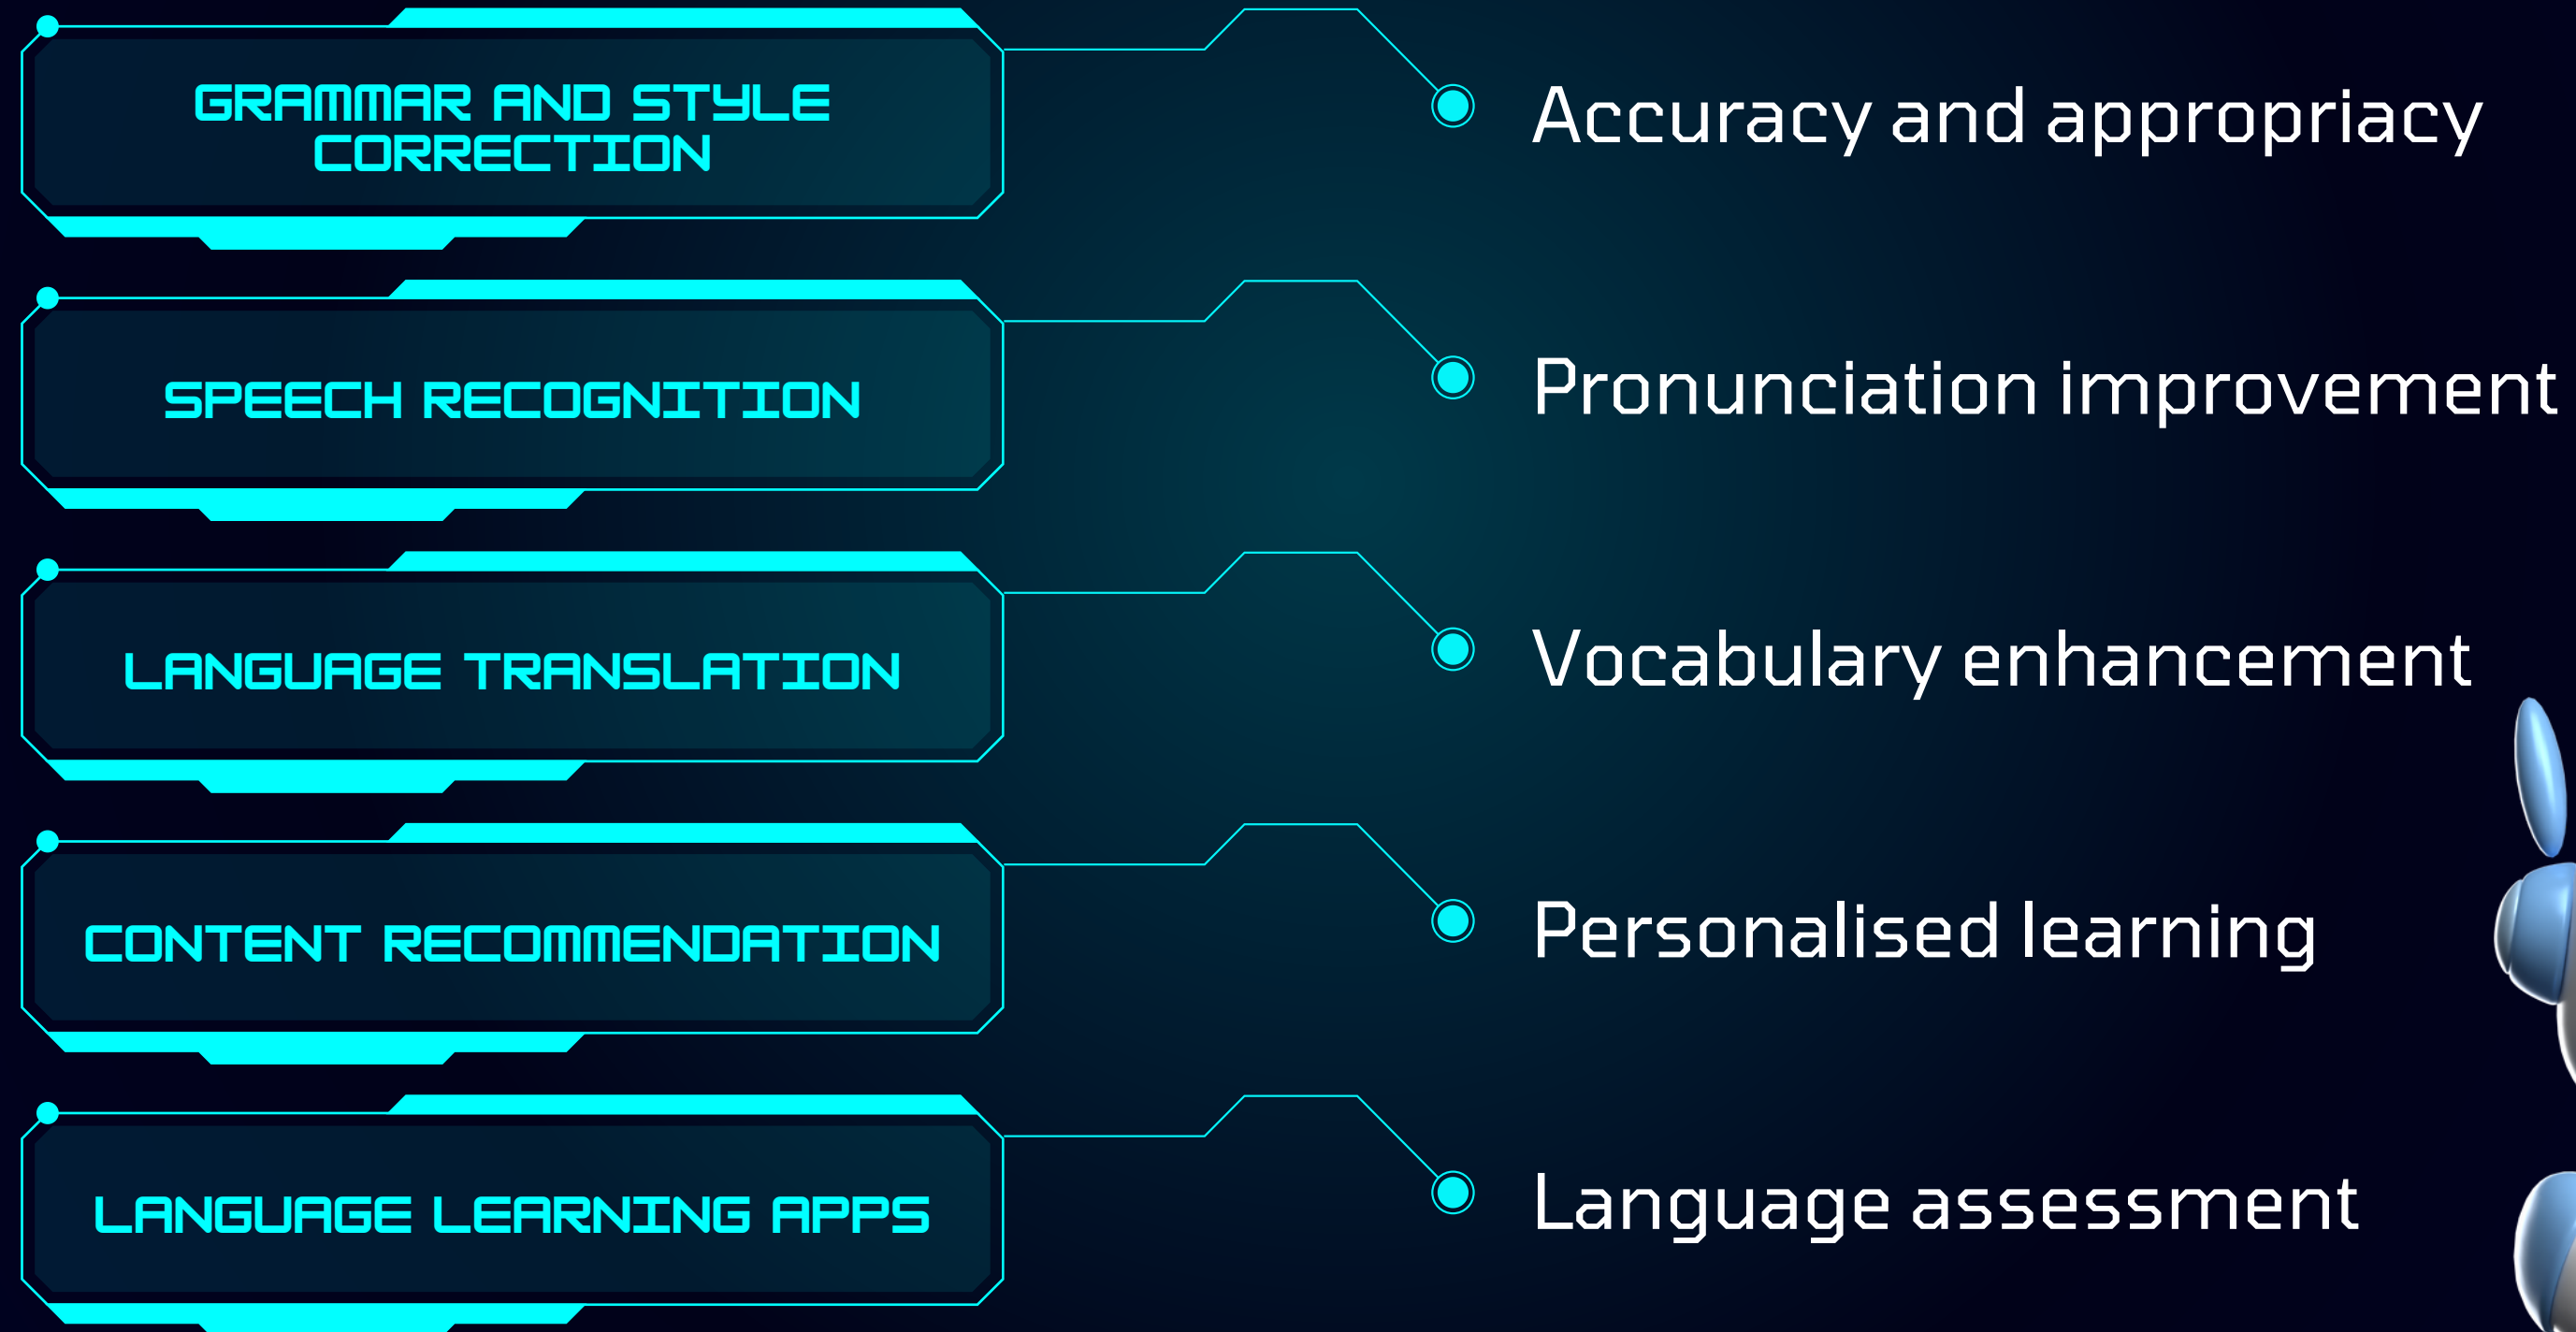 GRAMMAR AND STYLE
CORRECTION
Accuracy and appropriacy
SPEECH RECOGNITION
Pronunciation improvement
LANGUAGE TRANSLATION
Vocabulary enhancement
CONTENT RECOMMENDATION
Personalised learning
LANGUAGE LEARNING APPS
Language assessment